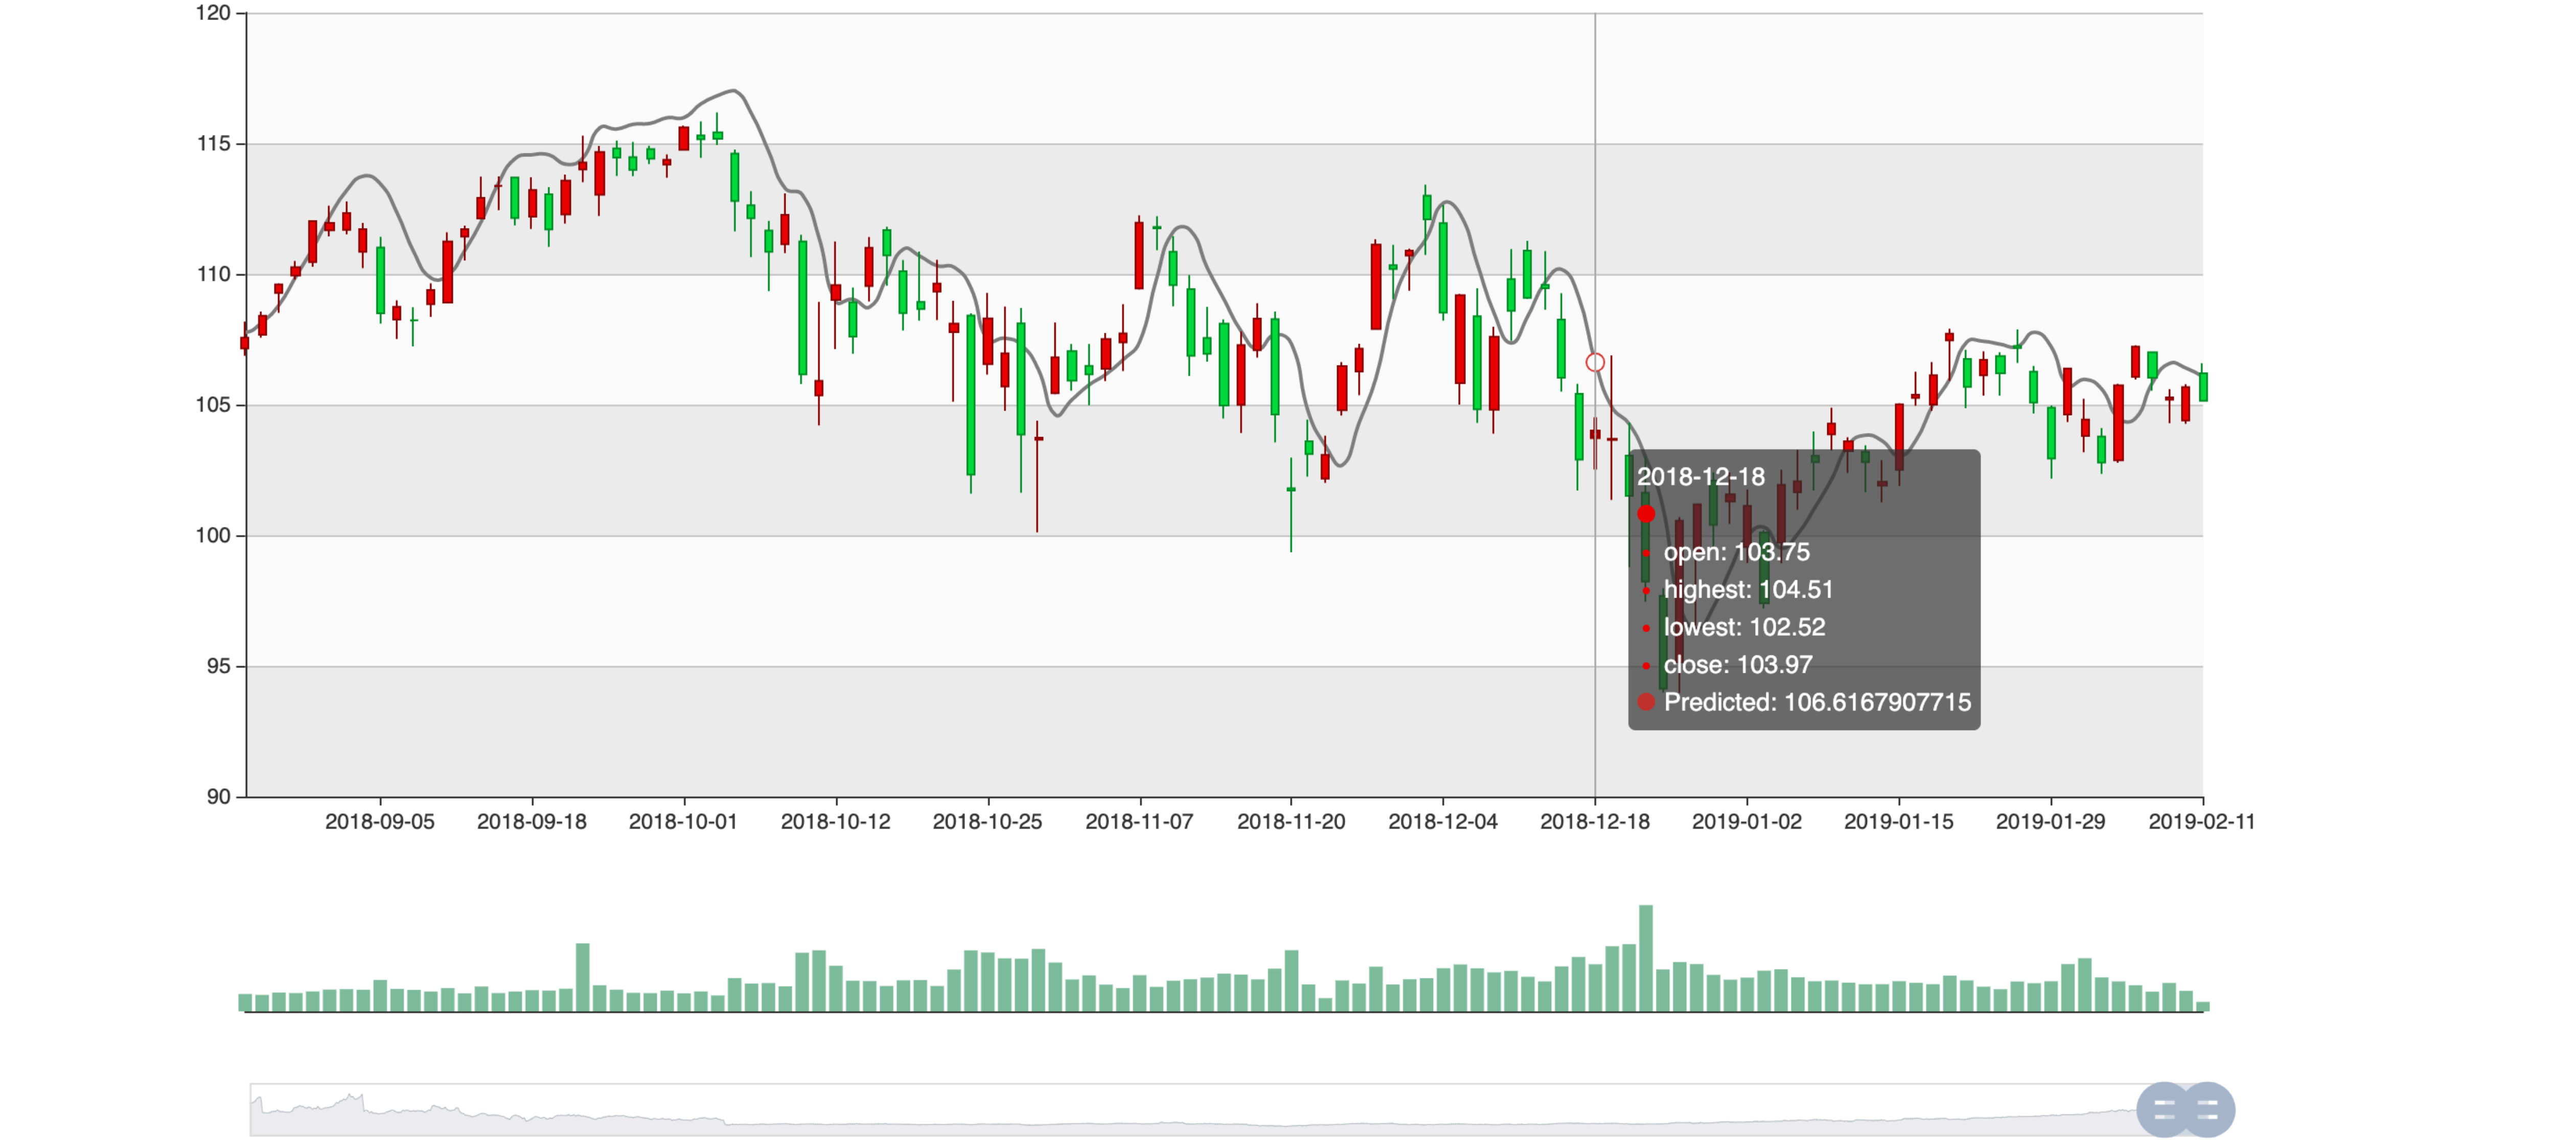 120
115
110
105
100
95
90
2018-12-18
open: 103.75
highest: 104.51
lowest: 102.52
close: 103.97
Predicted: 106.6167907715
2018-09-05 2018-09-18 2018-10-01 2018-10-12 2018-10-25 2018-11-07 2018-11-20 2018-12-04 2018-12-18 2019-01-02 2019-01-15 2019-01-29 2019-02-11